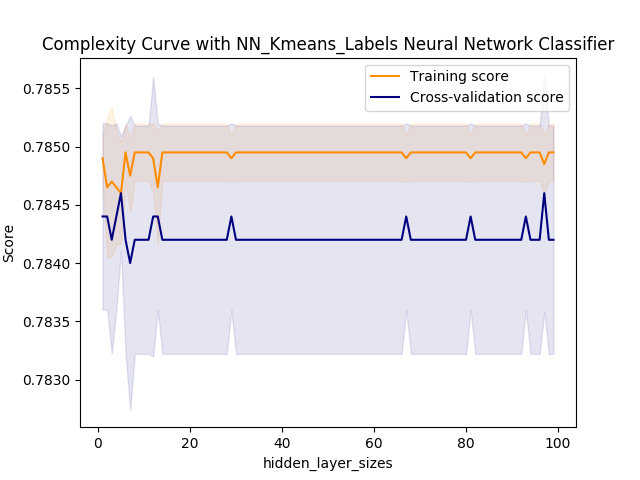 Complexity Curve with NN_Kmeans_Labels Neural Network Classifier
Training score
Cross-validation score
0.7855
0.7850
0.7845
0.7840
0.7835
0.7830
Score
0
20
40
60
80
100
hidden_layer_sizes